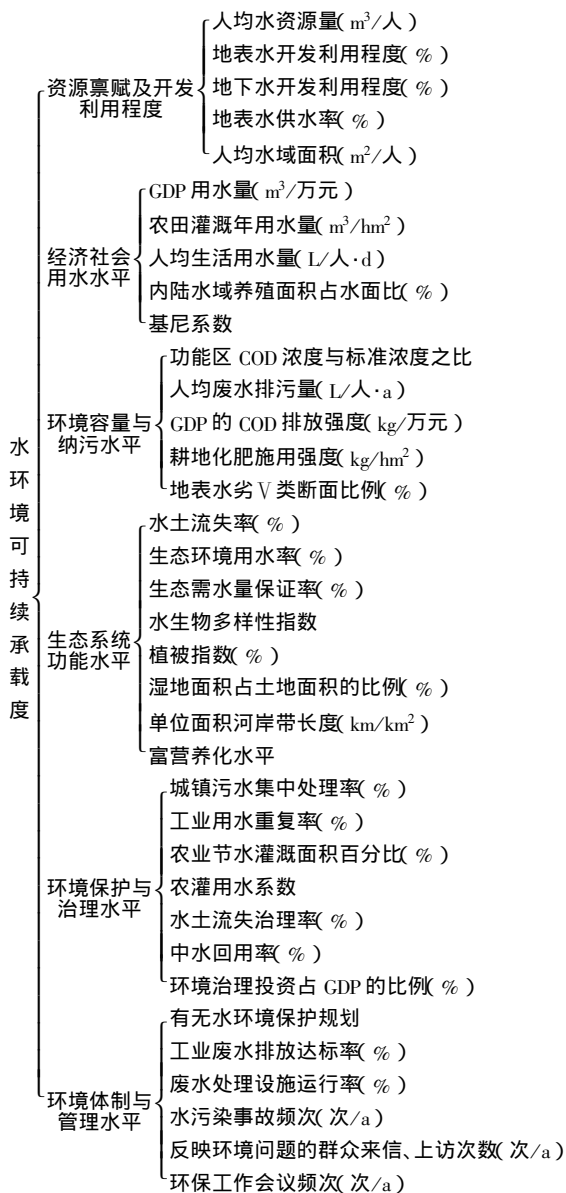 水环境可持续承载度
资源禀赋及开发
利用程度
人均水资源量( m³/人)
地表水开发利用程度( % )
地下水开发利用程度( % )
地表水供水率( % )
人均水域面积( m²/人)
经济社会
用水水平
GDP 用水量( m³/万元)
农田灌溉年用水量( m³/hm²)
人均生活用水量( L/人·d)
内陆水域养殖面积占水面比( % )
基尼系数
环境容量与
纳污水平
功能区 COD 浓度与标准浓度之比
人均废水排污量( L/人·a)
GDP 的 COD 排放强度( kg/万元)
耕地化肥施用强度( kg/hm²)
地表水劣Ⅴ类断面比例( % )
生态系统
功能水平
水土流失率( % )
生态环境用水率( % )
生态需水量保证率( % )
水生物多样性指数
植被指数( % )
湿地面积占土地面积的比例( % )
单位面积河岸带长度( km/km²)
富营养化水平
环境保护与
治理水平
城镇污水集中处理率( % )
工业用水重复率( % )
农业节水灌溉面积百分比( % )
农灌用水系数
水土流失治理率( % )
中水回用率( % )
环境治理投资占 GDP 的比例( % )
环境体制与
管理水平
有无水环境保护规划
工业废水排放达标率( % )
废水处理设施运行率( % )
水污染事故频次( 次/a)
反映环境问题的群众来信、上访次数( 次/a)
环保工作会议频次( 次/a)